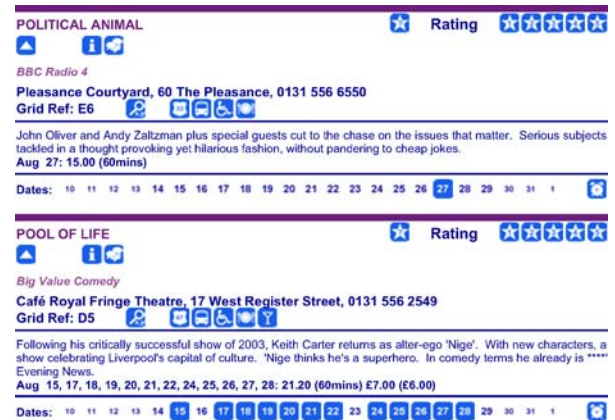 POLITICAL ANIMAL Rating
BBC Radio 4
Pleasance Courtyard, 60 The Pleasance, 0131 556 6550
Grid Ref: E6
John Oliver and Andy Zaltzman plus special guests cut to the chase on the issues that matter. Serious subjects
tackled in a thought provoking yet hilarious fashion, without pandering to cheap jokes.
Aug 27: 15.00 (60mins)
Dates: 10 11 12 13 14 15 16 17 18 19 20 21 22 23 24 25 26 27 28 29 30 31 1
POOL OF LIFE Rating
Big Value Comedy
Café Royal Fringe Theatre, 17 West Register Street, 0131 556 2549
Grid Ref: D5
Following his critically successful show of 2003, Keith Carter returns as alter-ego 'Nige'. With new characters, a
show celebrating Liverpool's capital of culture. 'Nige thinks he's a superhero. In comedy terms he already is ****'
Evening News.
Aug 15, 17, 18, 19, 20, 21, 22, 24, 25, 26, 27, 28: 21.20 (60mins) £7.00 (£6.00)
Dates: 10 11 12 13 14 15 16 17 18 19 20 21 22 23 24 25 26 27 28 29 30 31 1